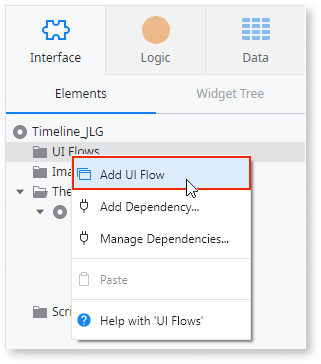 Interface
Logic
Data
Elements
Widget Tree
Timeline_JLG
UI Flows
Ima
Add UI Flow
The
Add Dependency...
Manage Dependencies...
Paste
Scri
Help with 'UI Flows'